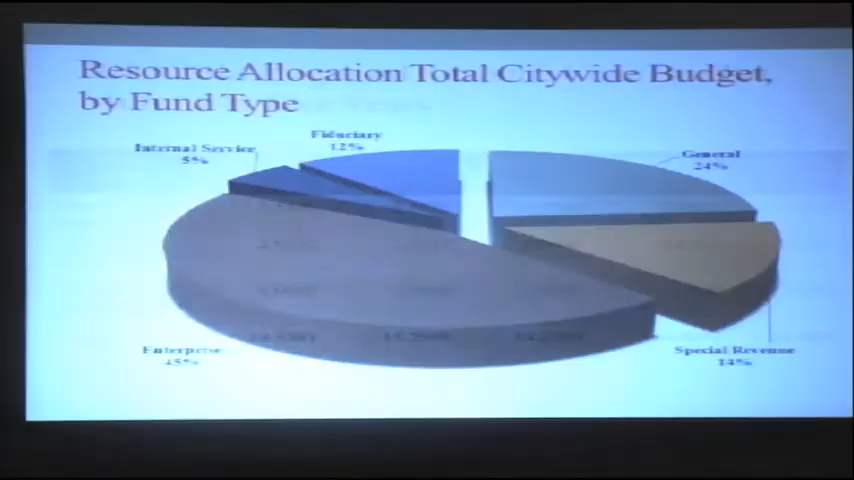 Resource Allocation Total Citywide Budget,
by Fund Type
Fiduciary
12%
Internal Service
5%
General
24%
Enterprise
45%
Special Revenue
14%